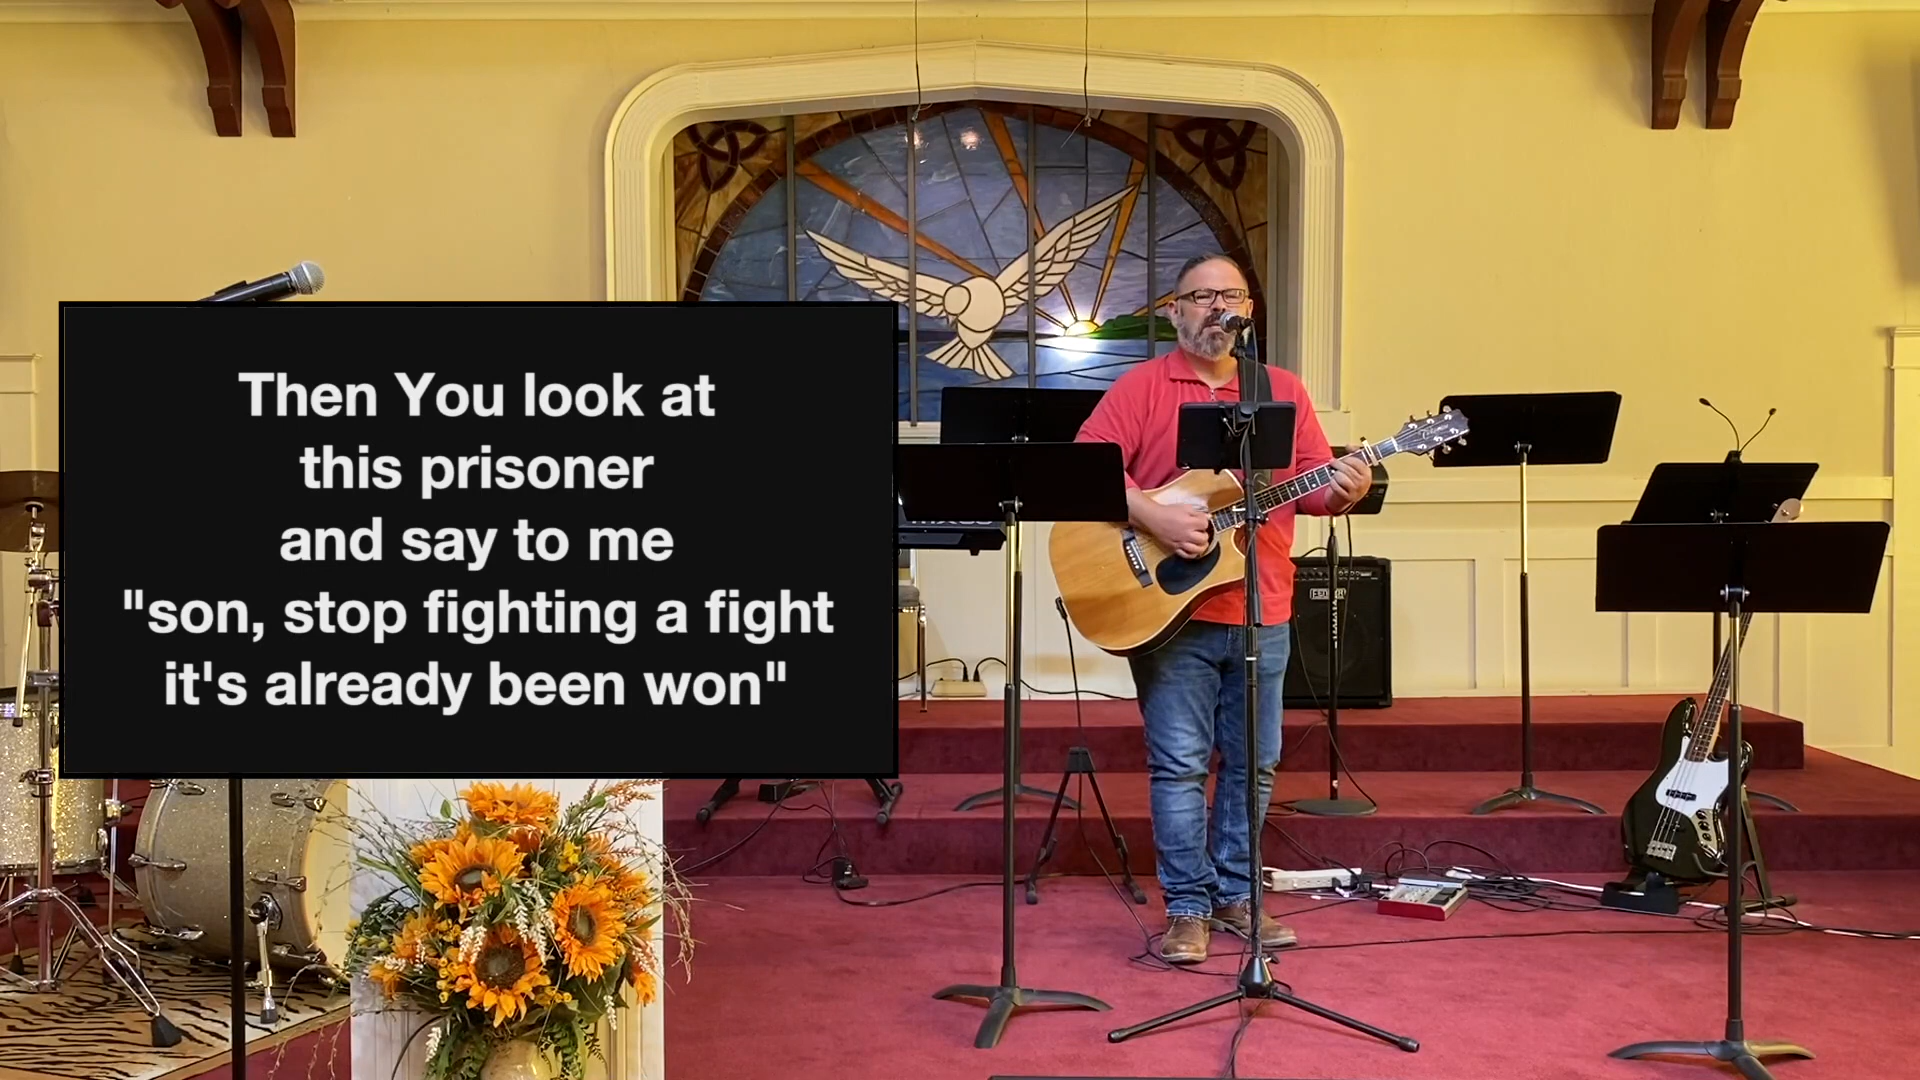 Then You look at
this prisoner
and say to me
"son, stop fighting a fight
it's already been won"